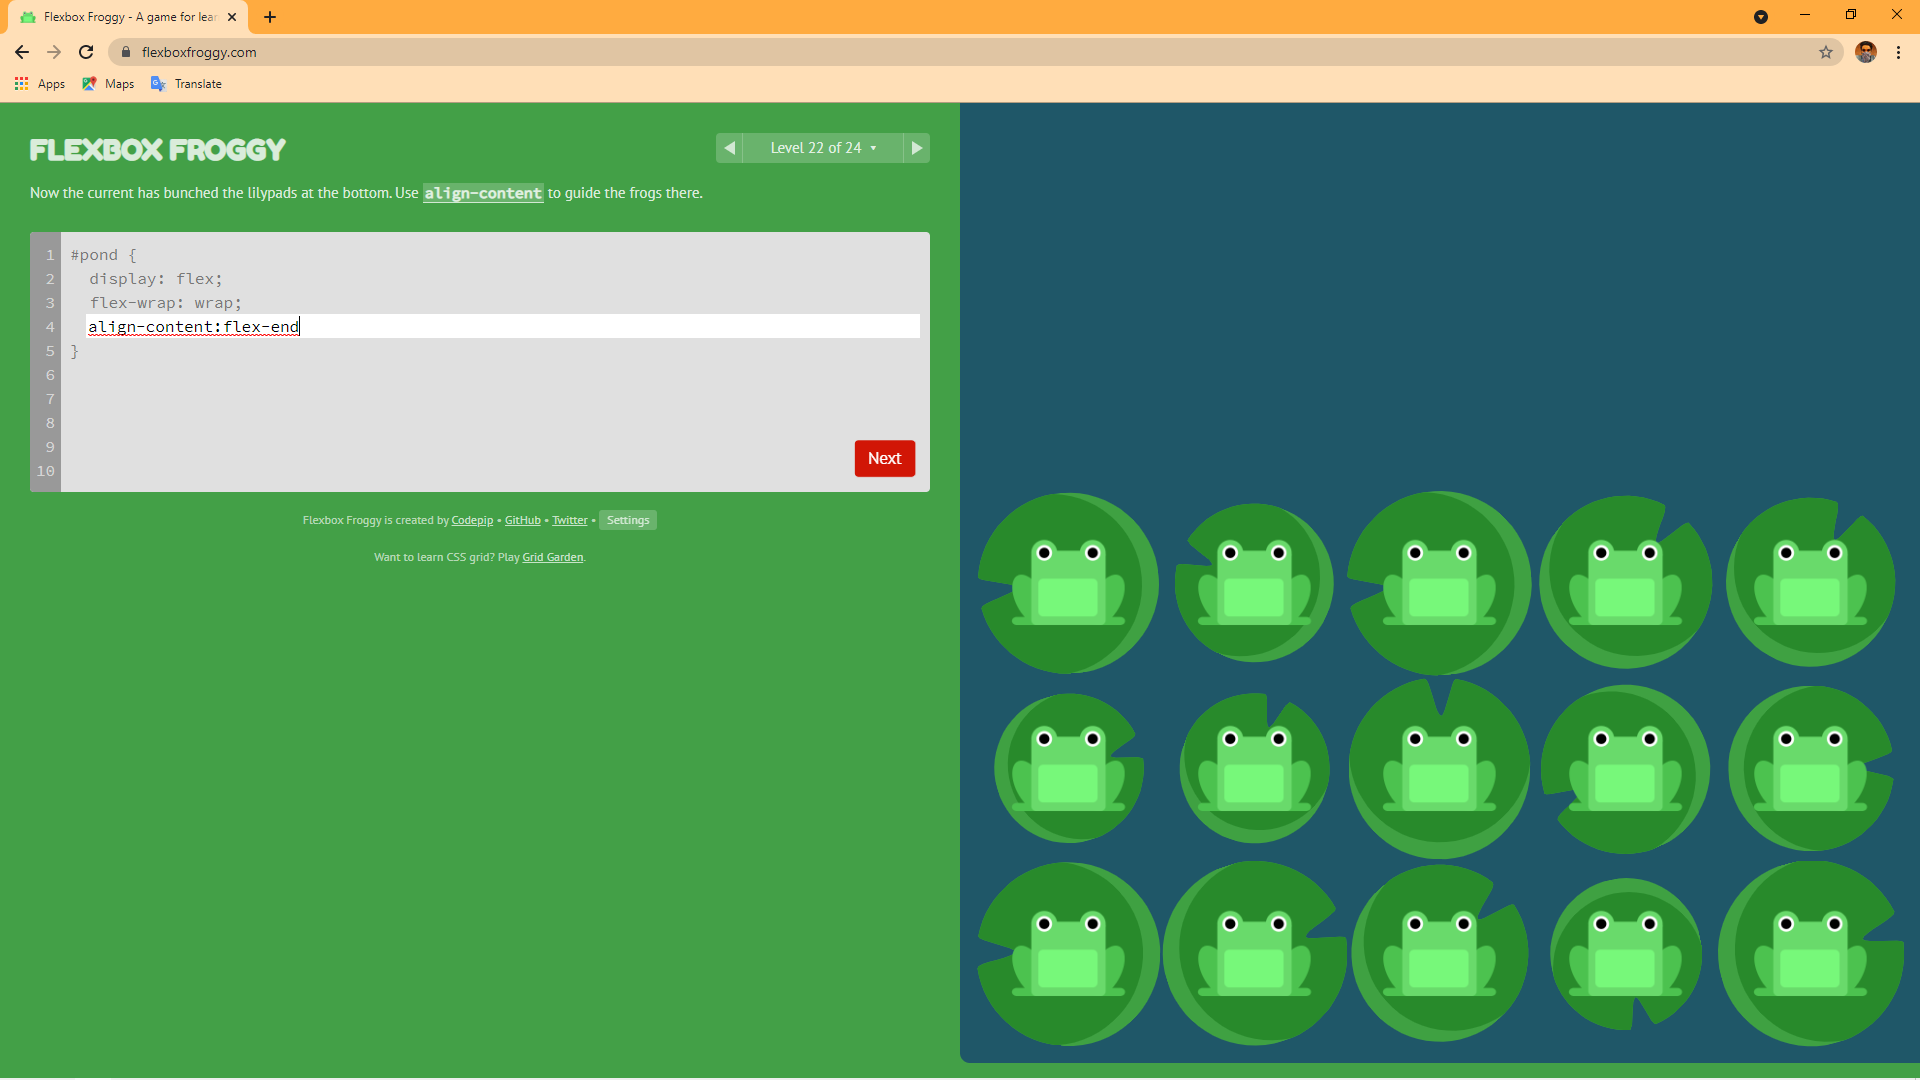 Flexbox Froggy - A game for lear
flexboxfroggy.com
Apps Maps Translate
FLEXBOX FROGGY
Level 22 of 24
Now the current has bunched the lilypads at the bottom. Use align-content to guide the frogs there.
1 #pond {
2 display: flex;
3 flex-wrap: wrap;
4 align-content:flex-end
5 }
6
7
8
9
10
Next
Flexbox Froggy is created by Codepip • GitHub • Twitter • Settings
Want to learn CSS grid? Play Grid Garden.